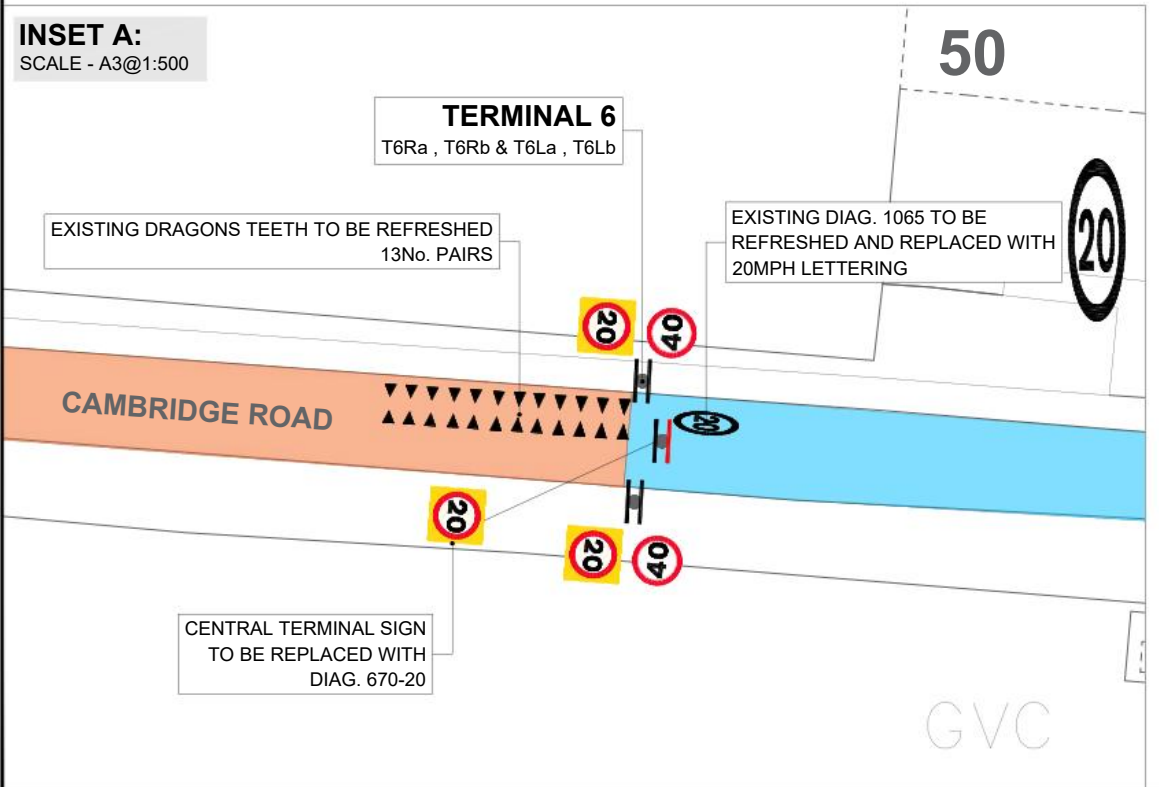 INSET A:
SCALE - A3@1:500
50
TERMINAL 6
T6Ra , T6Rb & T6La , T6Lb
EXISTING DRAGONS TEETH TO BE REFRESHED
13No. PAIRS
EXISTING DIAG. 1065 TO BE
REFRESHED AND REPLACED WITH
20MPH LETTERING
20
20
40
CAMBRIDGE ROAD
20
20
20
40
CENTRAL TERMINAL SIGN
TO BE REPLACED WITH
DIAG. 670-20
GVC